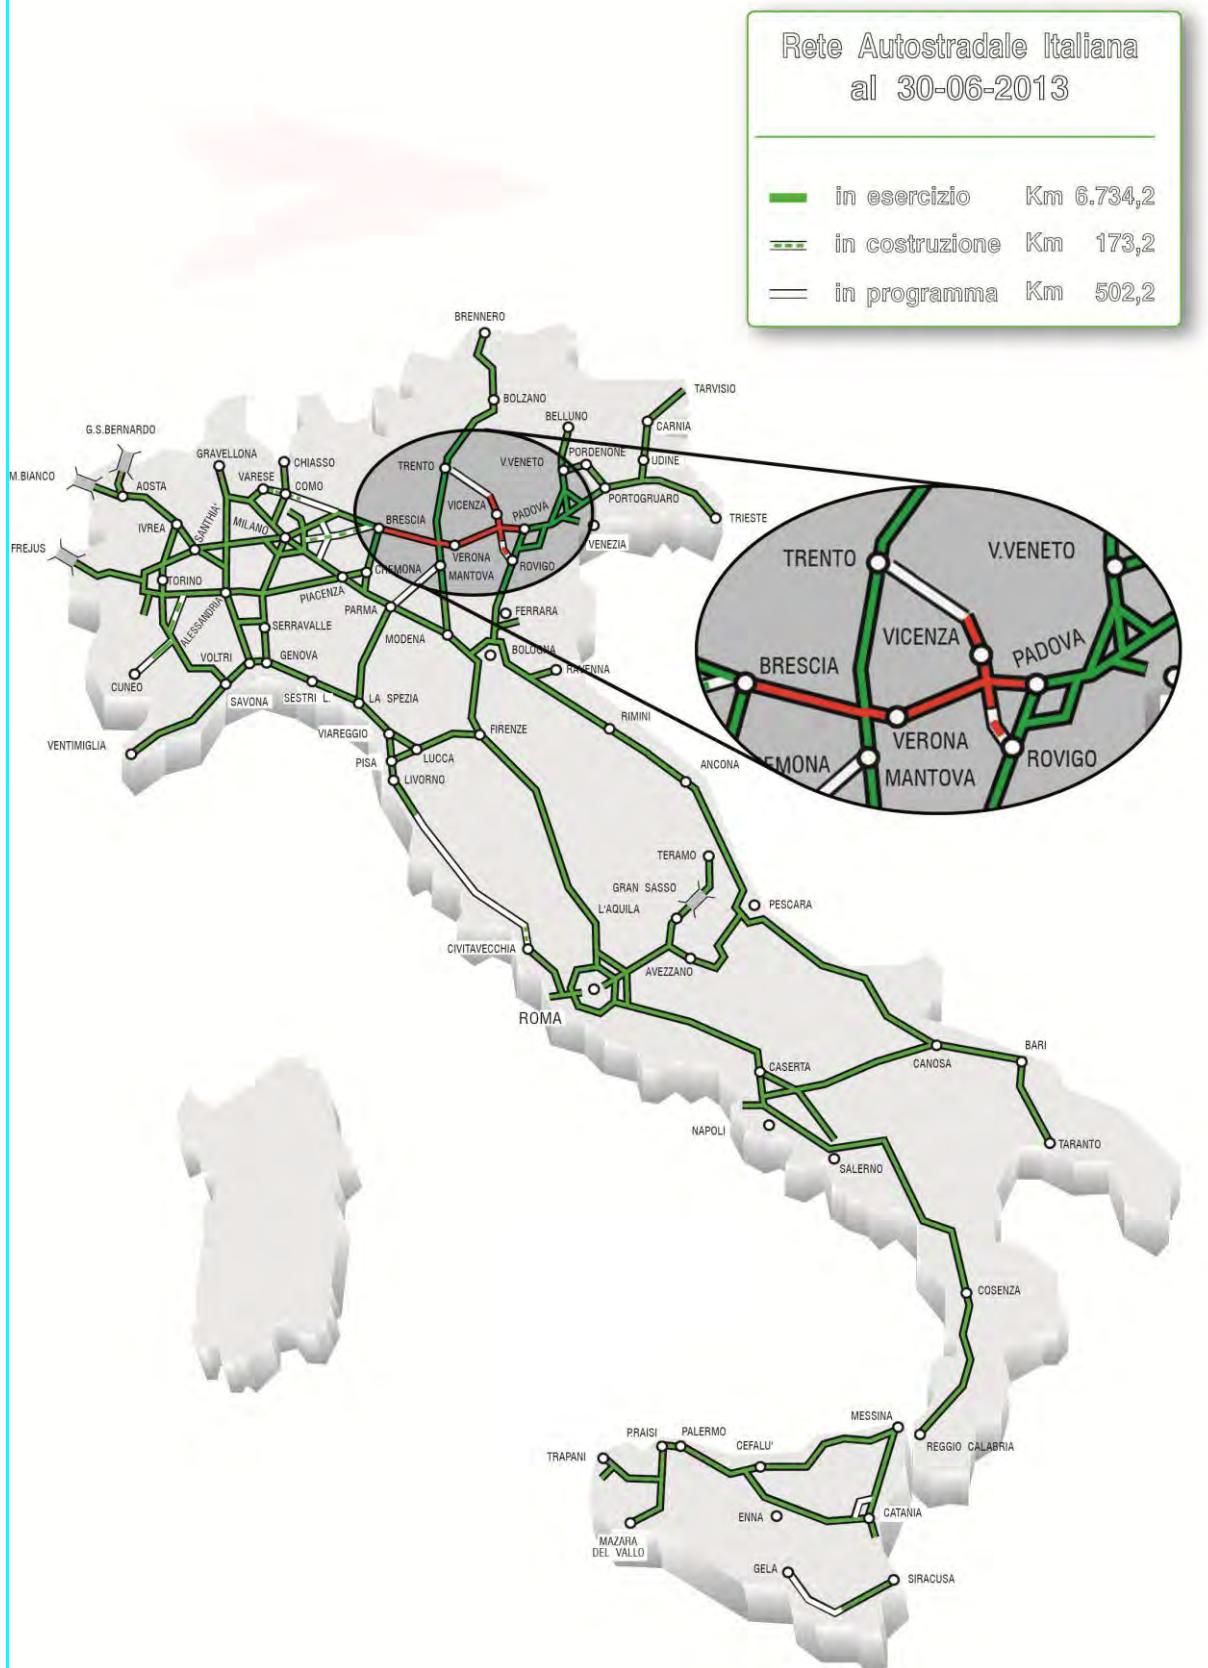 Rete Autostradale Italiana
al 30-06-2013
in esercizio Km 6.734,2
in costruzione Km 173,2
in programma Km 502,2
BRENNERO
BOLZANO
TARVISIO
BELLUNO
CARNIA
G.S.BERNARDO
GRAVELLONA
CHIASSO
TRENTO
V.VENETO
PORDENONE
UDINE
M.BIANCO
AOSTA
VARESE
COMO
PORTOGRUARO
VICENZA
PADOVA
TRIESTE
IVREA
SANTHIA'
MILANO
BRESCIA
VENEZIA
FREJUS
VERONA
TORINO
CREMONA
MANTOVA
ROVIGO
PIACENZA
ALESSANDRIA
PARMA
FERRARA
SERRAVALLE
MODENA
BOLOGNA
VOLTRI
GENOVA
RAVENNA
CUNEO
SAVONA
SESTRI L.
LA SPEZIA
RIMINI
VENTIMIGLIA
VIAREGGIO
FIRENZE
PISA
LUCCA
LIVORNO
ANCONA
TRENTO
V.VENETO
VICENZA
PADOVA
BRESCIA
VERONA
ROVIGO
EMONA
MANTOVA
TERAMO
GRAN SASSO
L'AQUILA
PESCARA
CIVITAVECCHIA
AVEZZANO
ROMA
CASERTA
CANOSA
BARI
NAPOLI
SALERNO
TARANTO
COSENZA
MESSINA
REGGIO CALABRIA
P.RAISI
PALERMO
CEFALU'
TRAPANI
ENNA
CATANIA
MAZARA
DEL VALLO
GELA
SIRACUSA